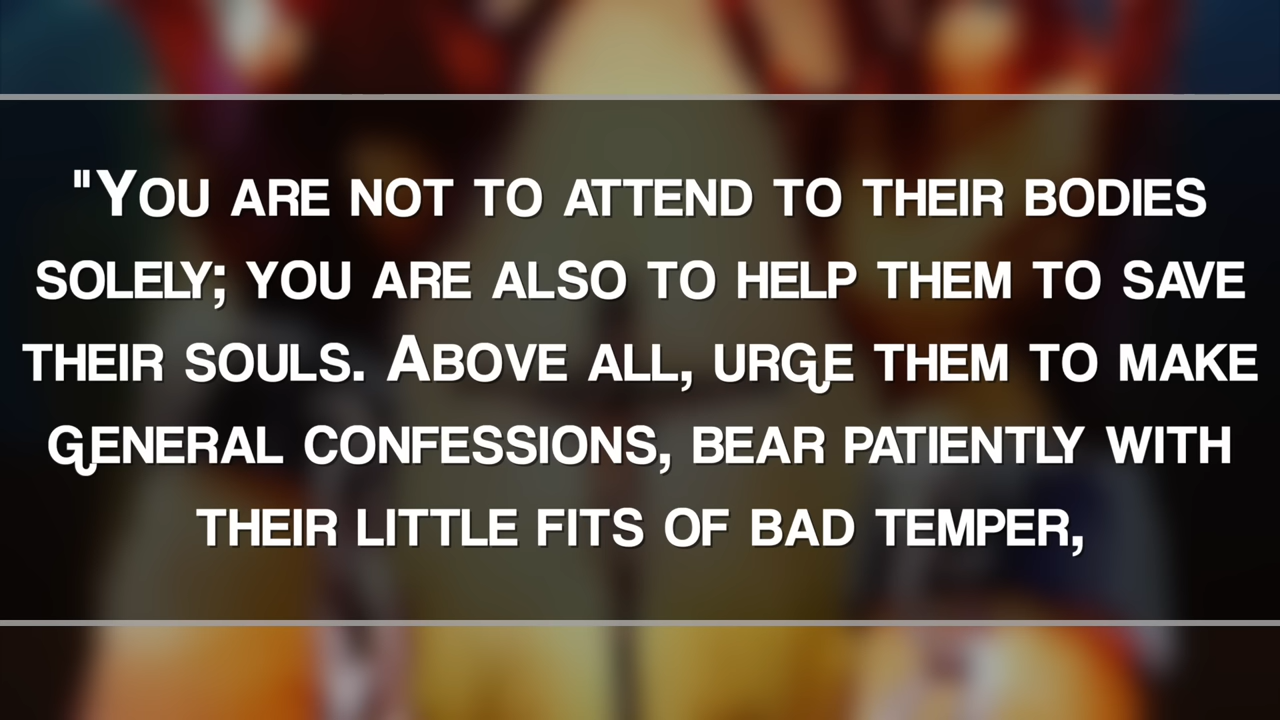 "You are not to attend to their bodies
solely; you are also to help them to save
their souls. Above all, urge them to make
general confessions, bear patiently with
their little fits of bad temper,